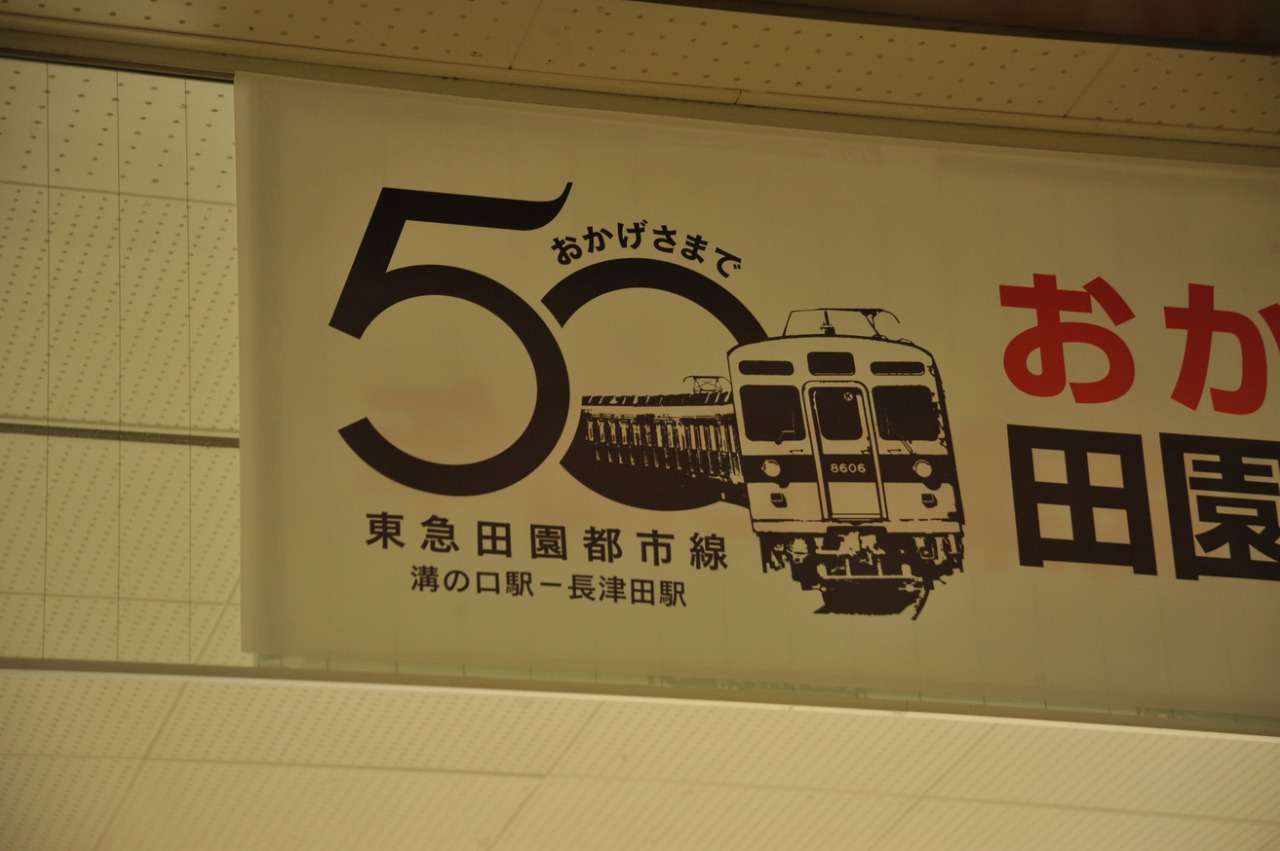 50
おかげさまで
8606
東急田園都市線
溝の口駅ー長津田駅
おか
田園